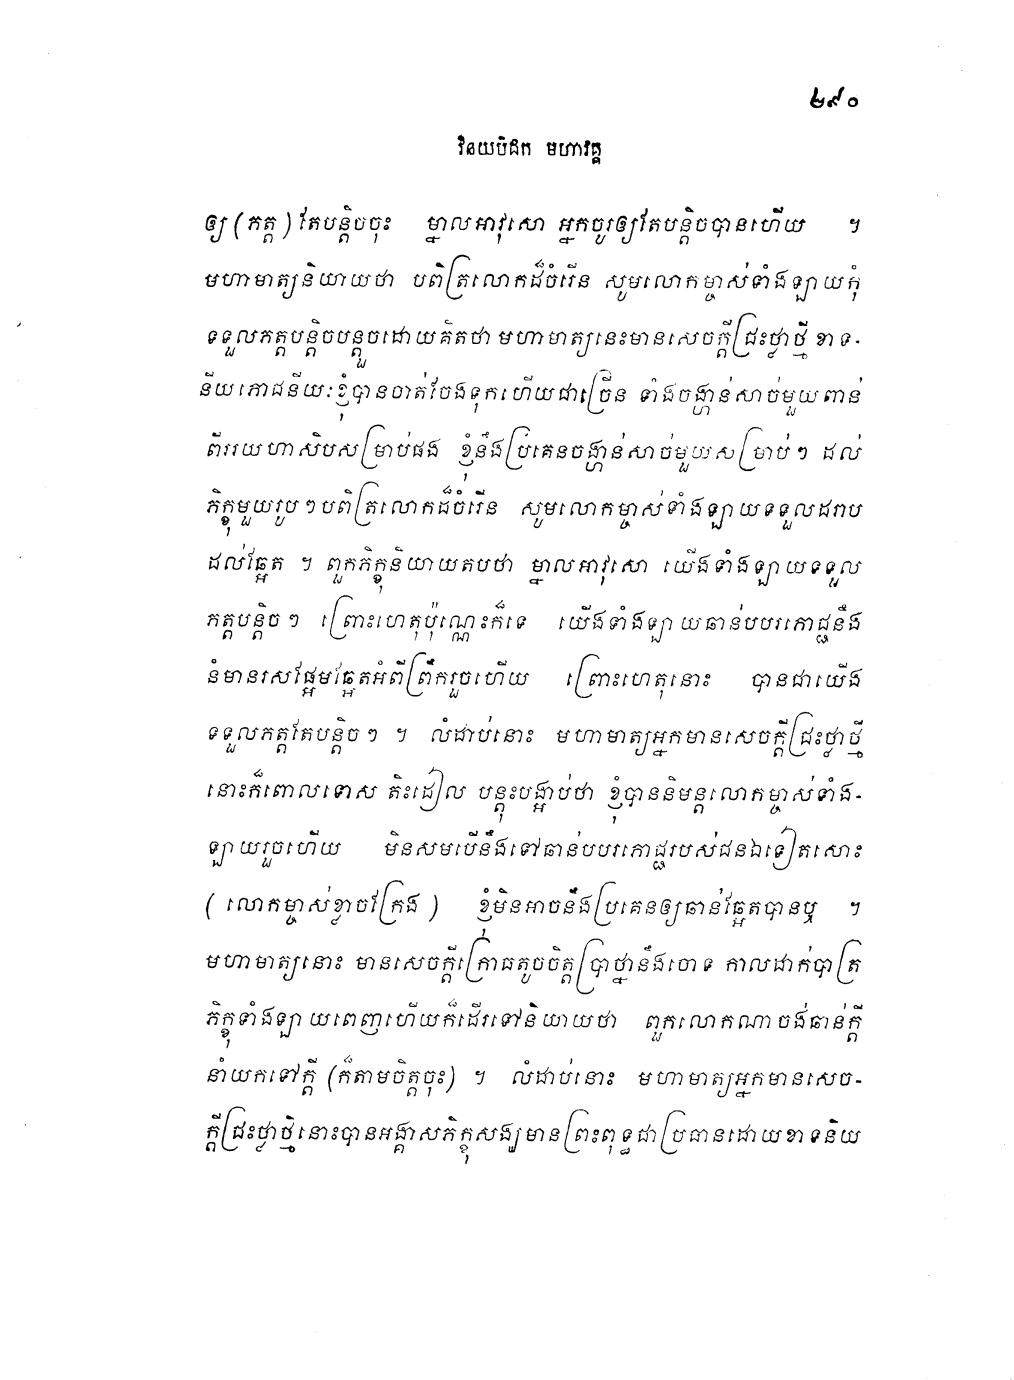 ២៩០
វិនយបិដក មហាវគ្គ
ឲ្យ (ភត្ត) តែបន្តិចចុះ ម្នាលអាវុសោ អ្នកចូរឲ្យតែបន្តិចបានហើយ ។
មហាមាត្យនិយាយថា បពិត្រលោកដ៏ចំរើន សូមលោកម្ចាស់ទាំងឡាយកុំ
ទទួលភត្តបន្តិចបន្តួចដោយគិតថា មហាមាត្យនេះមានសេចក្តីជ្រះថ្លាថ្មី ខាទ-
នីយភោជនីយៈខ្ញុំបានចាត់ចែងទុកហើយជាច្រើន ទាំងចង្ហាន់សាច់មួយពាន់
ពីររយហាសិបសម្រាប់ផង ខ្ញុំនឹងប្រគេនចង្ហាន់សាច់មួយសម្រាប់ៗ ដល់
ភិក្ខុមួយរូបៗបពិត្រលោកដ៏ចំរើន សូមលោកម្ចាស់ទាំងឡាយទទួលដរាប
ដល់ឆ្អែត ។ ពួកភិក្ខុនិយាយតបថា ម្នាលអាវុសោ យើងទាំងឡាយទទួល
ភត្តបន្តិចៗ ព្រោះហេតុប៉ុណ្ណេះក៏ទេ យើងទាំងឡាយឆាន់បបរភោជ្ជនឹង
នំមានរសផ្អែមឆ្អែតអំពីព្រឹករួចហើយ ព្រោះហេតុនោះ បានជាយើង
ទទួលភត្តតែបន្តិចៗ ។ លំដាប់នោះ មហាមាត្យអ្នកមានសេចក្តីជ្រះថ្លាថ្មី
នោះក៏ពោលទោស តិះដៀល បន្តុះបង្អាប់ថា ខ្ញុំបាននិមន្តលោកម្ចាស់ទាំង-
ឡាយរួចហើយ មិនសមបើនឹងទៅឆាន់បបរភោជ្ជរបស់ជនឯទៀតសោះ
(លោកម្ចាស់ខ្លាចក្រែង) ខ្ញុំមិនអាចនឹងប្រគេនឲ្យឆាន់ឆ្អែតបានឬ ។
មហាមាត្យនោះ មានសេចក្តីក្រោធតូចចិត្តប្រាថ្នានឹងចោទ កាលដាក់បាត្រ
ភិក្ខុទាំងឡាយពេញហើយក៏ដើរទៅនិយាយថា ពួកលោកណាចង់ឆាន់ក្តី
នាំយកទៅក្តី (ក៏តាមចិត្តចុះ) ។ លំដាប់នោះ មហាមាត្យអ្នកមានសេច-
ក្តីជ្រះថ្លាថ្មីនោះបានអង្គាសភិក្ខុសង្ឃមានព្រះពុទ្ធជាប្រធានដោយខាទនិយ